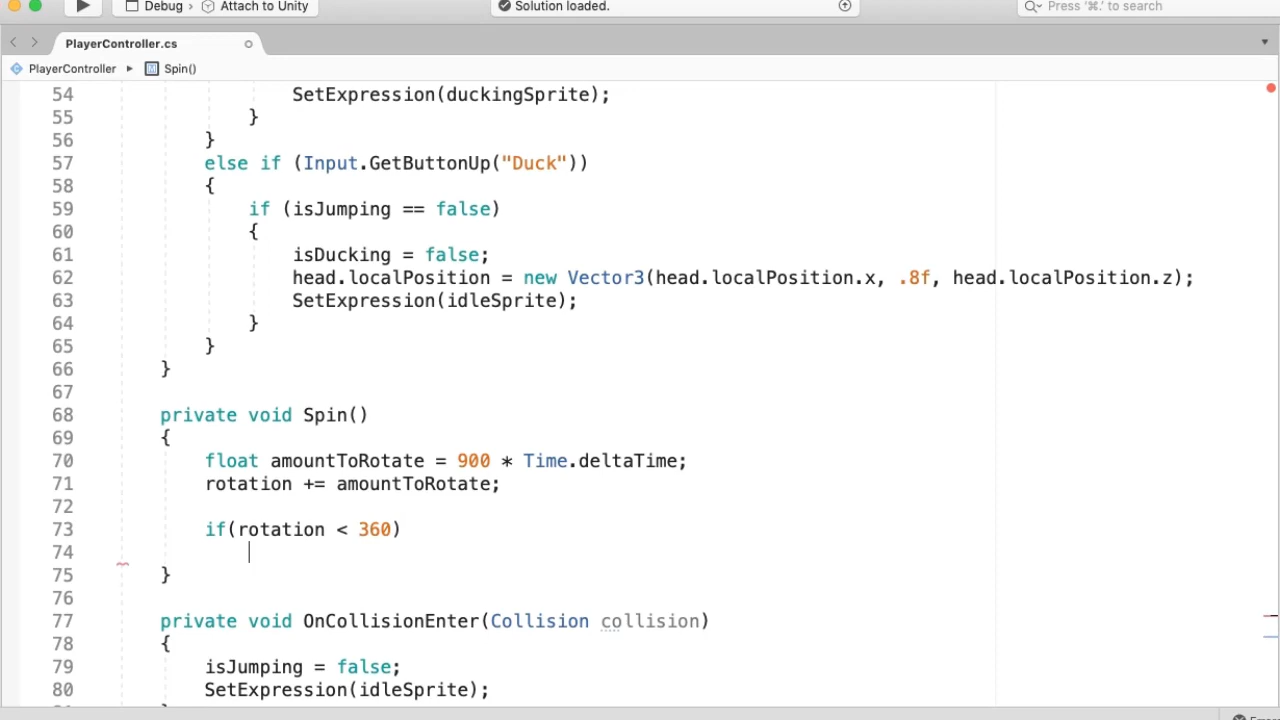 Debug › Attach to Unity
Solution loaded.
Press '⌘.' to search
PlayerController.cs
PlayerController ▸ Spin()
54 SetExpression(duckingSprite);
55 }
56 }
57 else if (Input.GetButtonUp("Duck"))
58 {
59 if (isJumping == false)
60 {
61 isDucking = false;
62 head.localPosition = new Vector3(head.localPosition.x, .8f, head.localPosition.z);
63 SetExpression(idleSprite);
64 }
65 }
66 }
67
68 private void Spin()
69 {
70 float amountToRotate = 900 * Time.deltaTime;
71 rotation += amountToRotate;
72
73 if(rotation < 360)
74
75 }
76
77 private void OnCollisionEnter(Collision collision)
78 {
79 isJumping = false;
80 SetExpression(idleSprite);